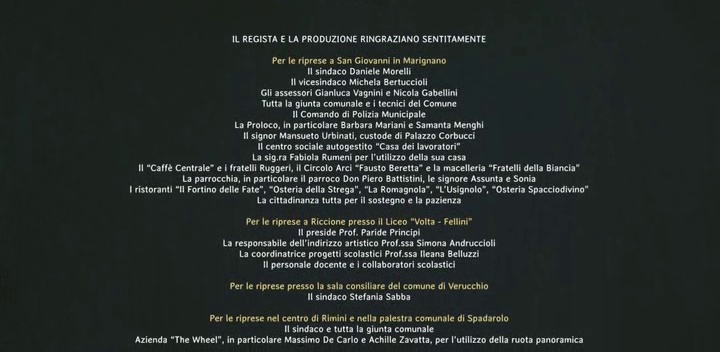 IL REGISTA E LA PRODUZIONE RINGRAZIANO SENTITAMENTE
Per le riprese a San Giovanni in Marignano
Il sindaco Daniele Morelli
Il vicesindaco Michela Bertuccioli
Gli assessori Gianluca Vagnini e Nicola Gabellini
Tutta la giunta comunale e i tecnici del Comune
Il Comando di Polizia Municipale
La Proloco, in particolare Barbara Mariani e Samanta Menghi
Il signor Mansueto Urbinati, custode di Palazzo Corbucci
Il centro sociale autogestito "Casa dei lavoratori"
La sig.ra Fabiola Rumeni per l'utilizzo della sua casa
Il "Caffè Centrale" e i fratelli Ruggeri, il Circolo Arci "Fausto Beretta" e la macelleria "Fratelli della Biancia"
La parrocchia, in particolare il parroco Don Piero Battistini, le signore Assunta e Sonia
I ristoranti "Il Fortino delle Fate", "Osteria della Strega", "La Romagnola", "L'Usignolo", "Osteria Spacciodivino"
La cittadinanza tutta per il sostegno e la pazienza
Per le riprese a Riccione presso il Liceo "Volta - Fellini"
Il preside Prof. Paride Principi
La responsabile dell'indirizzo artistico Prof.ssa Simona Andruccioli
La coordinatrice progetti scolastici Prof.ssa Ileana Belluzzi
Il personale docente e i collaboratori scolastici
Per le riprese presso la sala consiliare del comune di Verucchio
Il sindaco Stefania Sabba
Per le riprese nel centro di Rimini e nella palestra comunale di Spadarolo
Il sindaco e tutta la giunta comunale
Azienda "The Wheel", in particolare Massimo De Carlo e Achille Zavatta, per l'utilizzo della ruota panoramica